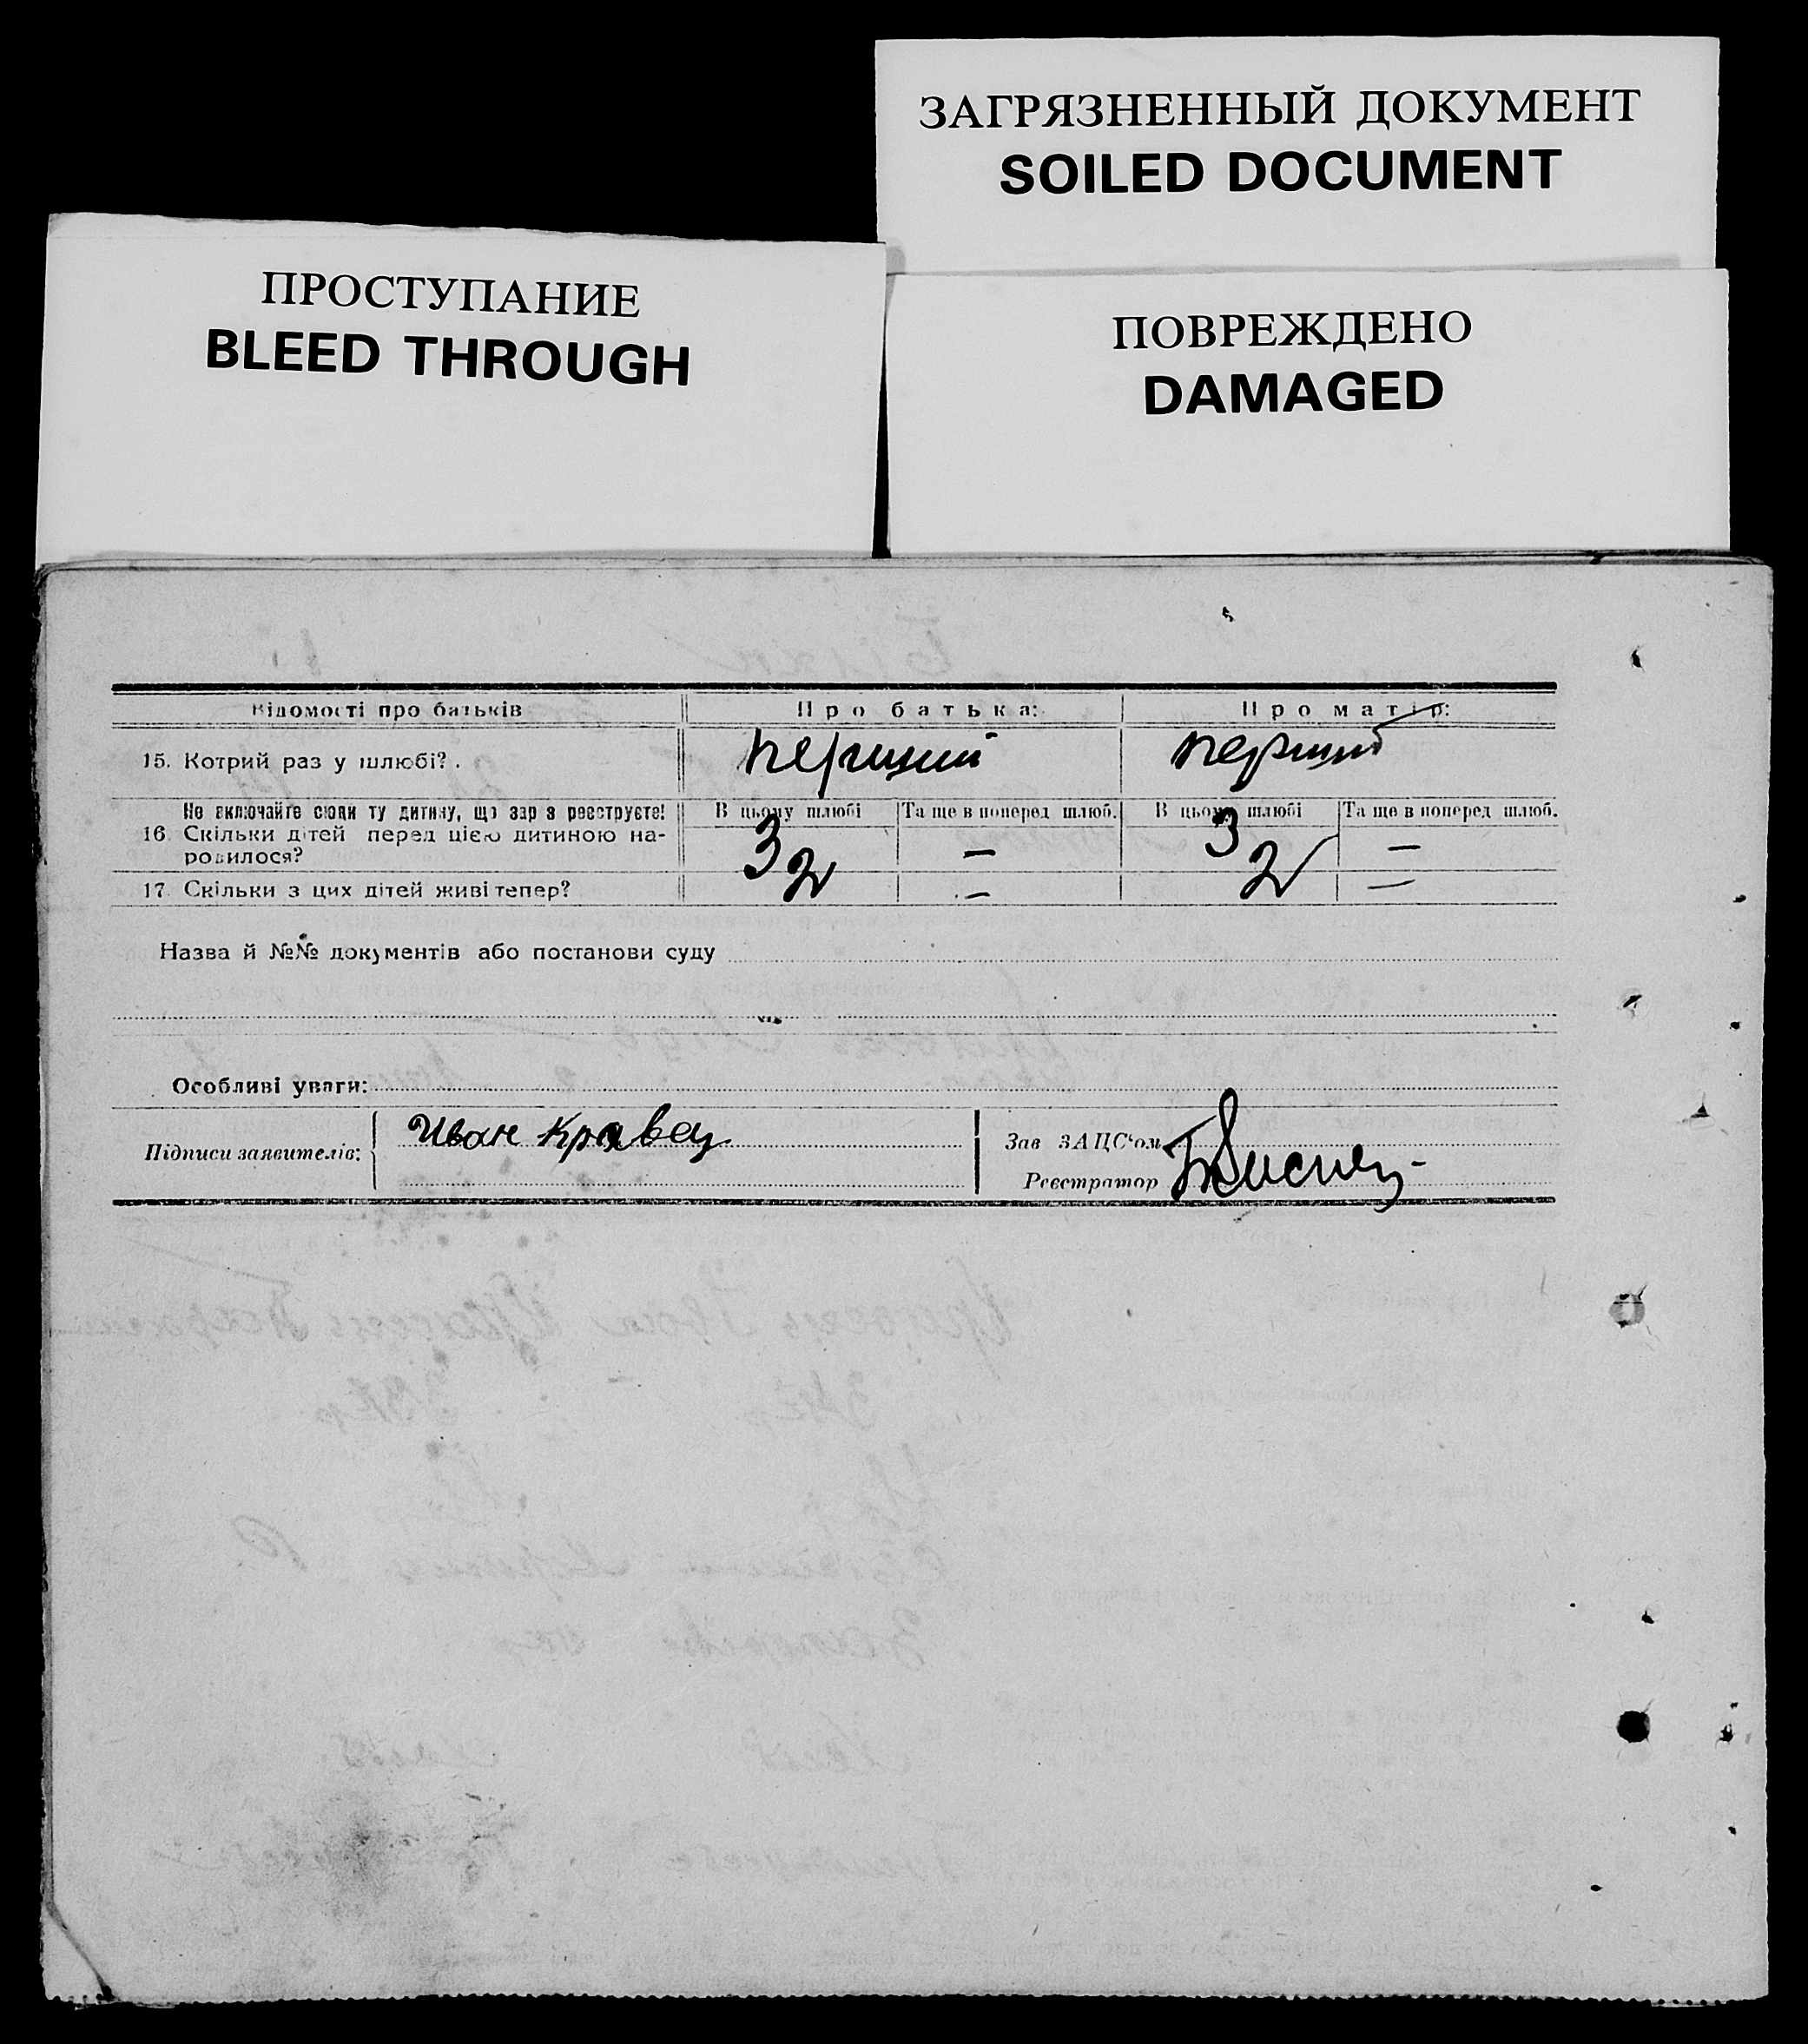 ЗАГРЯЗНЕННЫЙ ДОКУМЕНТ
SOILED DOCUMENT
ПРОСТУПАНИЕ
BLEED THROUGH
ПОВРЕЖДЕНО
DAMAGED
Відомості про батьків Про батька: Про матір:
15. Котрий раз у шлюбі? . перший перший
Не включайте сюди ту дитину, що зараз реєструєте! В цьому шлюбі Та ще в поперед шлюб. В цьому шлюбі Та ще в поперед шлюб.
16. Скільки дітей перед цією дитиною на-
родилося? 3 — 3 —
17. Скільки з цих дітей живі тепер? 2 — 2 —
Назва й №№ документів або постанови суду
Особливі уваги:
Підписи заявителів: Иван Кравец
Зав ЗАЦС'ом
Реєстратор